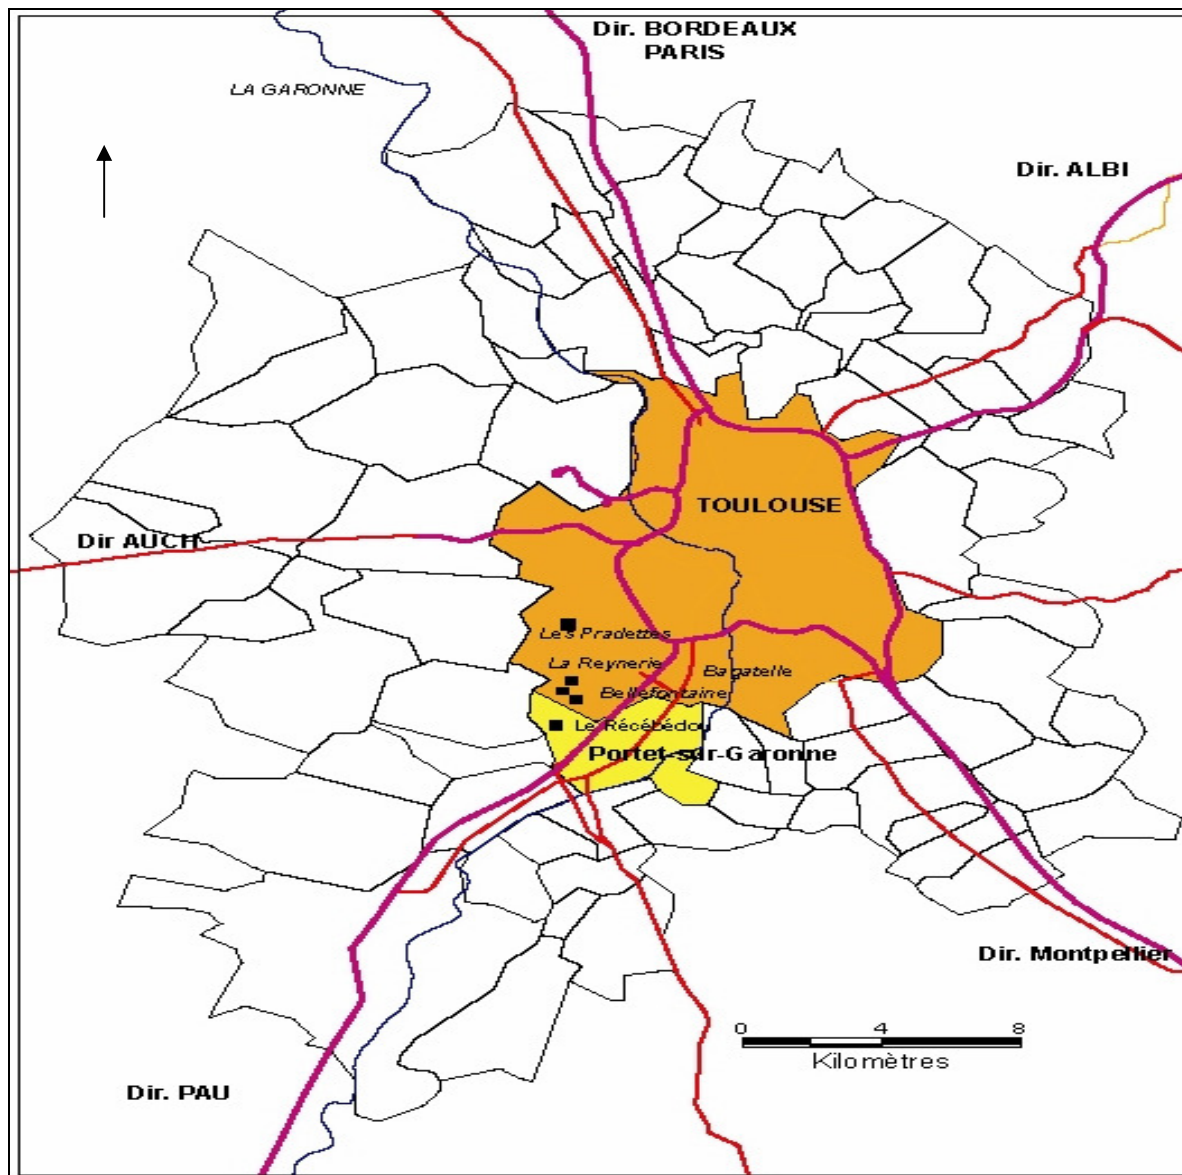 Dir. BORDEAUX
PARIS
LA GARONNE
Dir. ALBI
TOULOUSE
Dir AUCH
Les Pradettes
La Reynerie
Bagatelle
Bellefontaine
Le Récébédou
Portet-sur-Garonne
Dir. Montpellier
0 4 8
Kilomètres
Dir. PAU